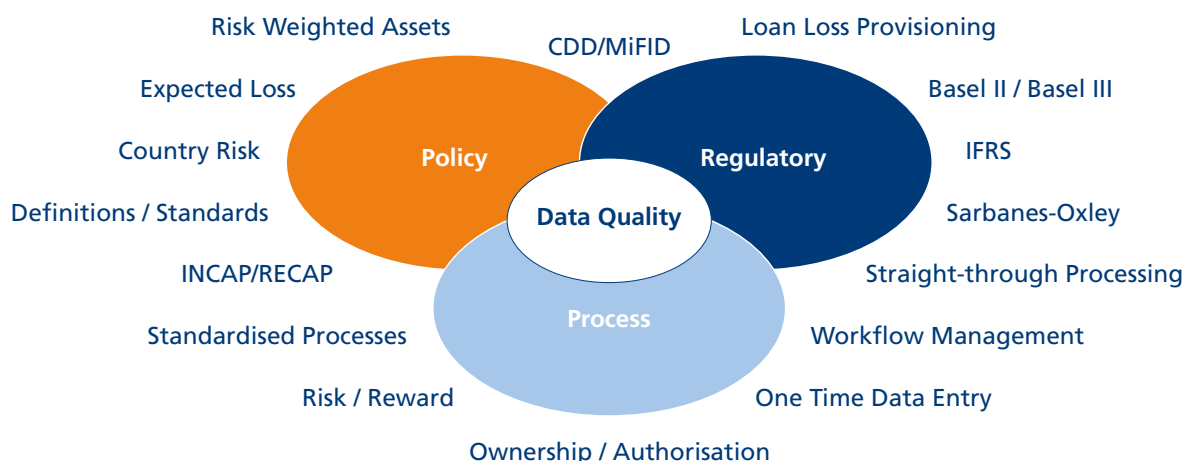 Risk Weighted Assets
CDD/MiFID
Loan Loss Provisioning
Expected Loss
Basel II / Basel III
Country Risk
Policy
Regulatory
IFRS
Definitions / Standards
Data Quality
Sarbanes-Oxley
INCAP/RECAP
Straight-through Processing
Process
Standardised Processes
Workflow Management
Risk / Reward
One Time Data Entry
Ownership / Authorisation